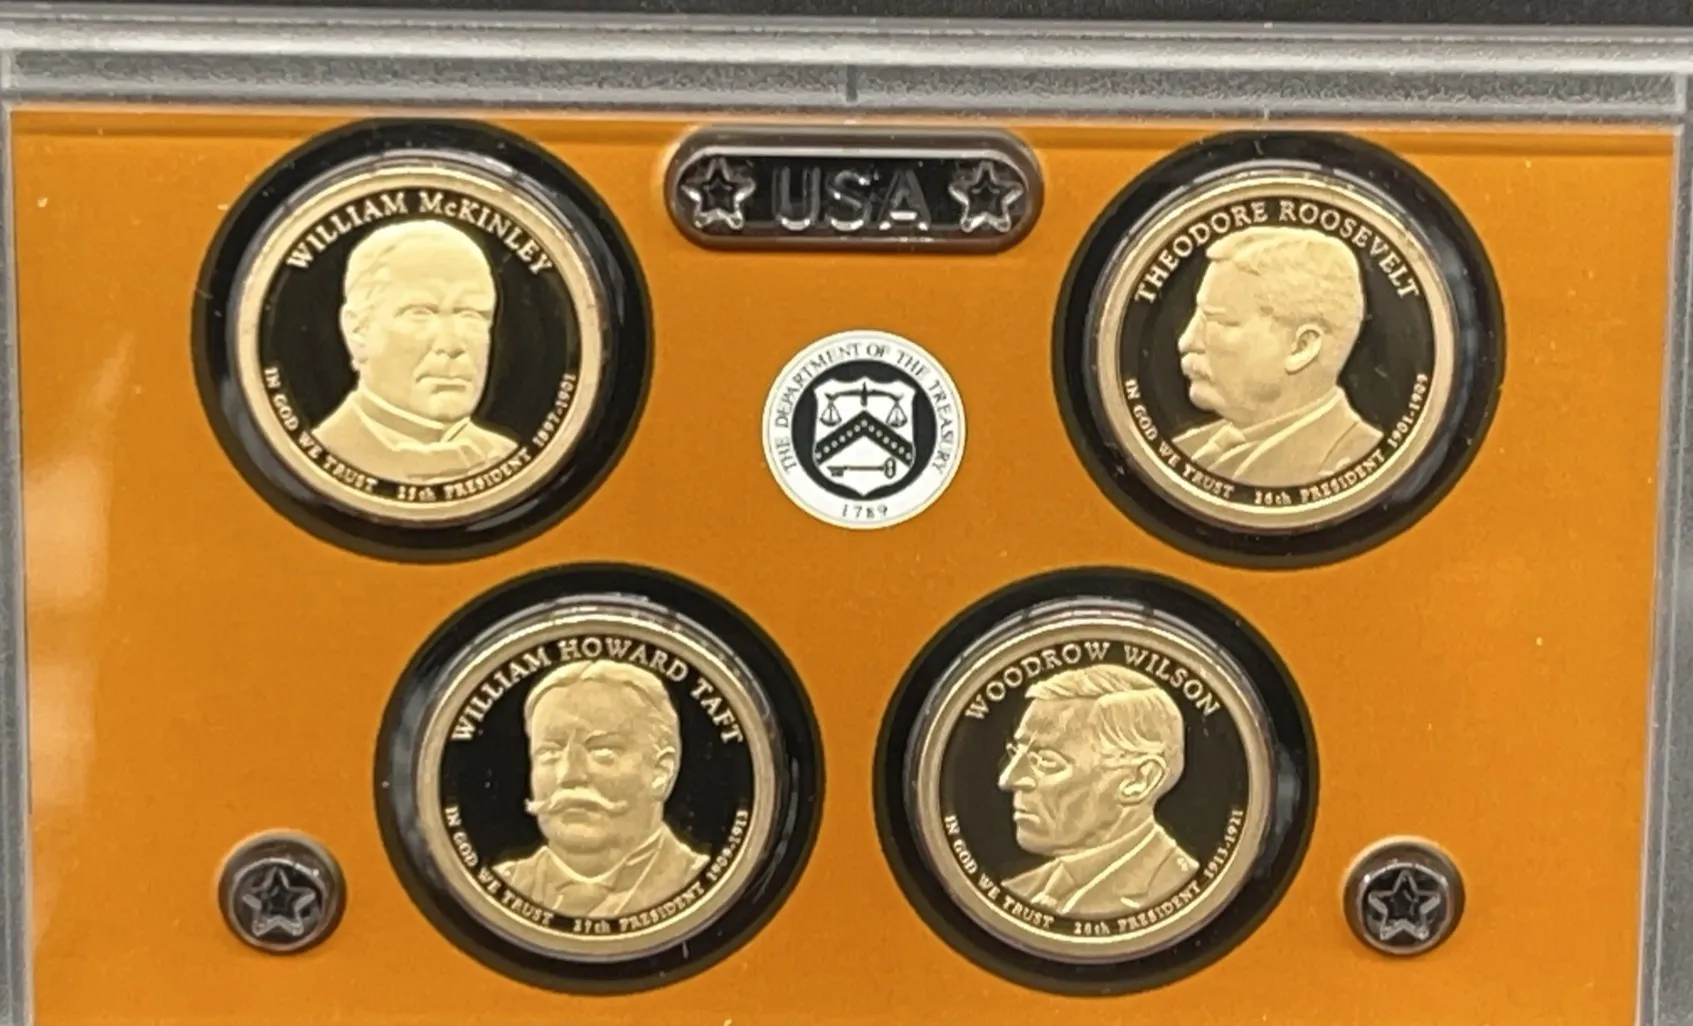 USA
WILLIAM McKINLEY
IN GOD WE TRUST 25th PRESIDENT 1897-1901
THE DEPARTMENT OF THE TREASURY
1789
THEODORE ROOSEVELT
IN GOD WE TRUST 26th PRESIDENT 1901-1909
WILLIAM HOWARD TAFT
IN GOD WE TRUST 27th PRESIDENT 1909-1913
WOODROW WILSON
IN GOD WE TRUST 28th PRESIDENT 1913-1921